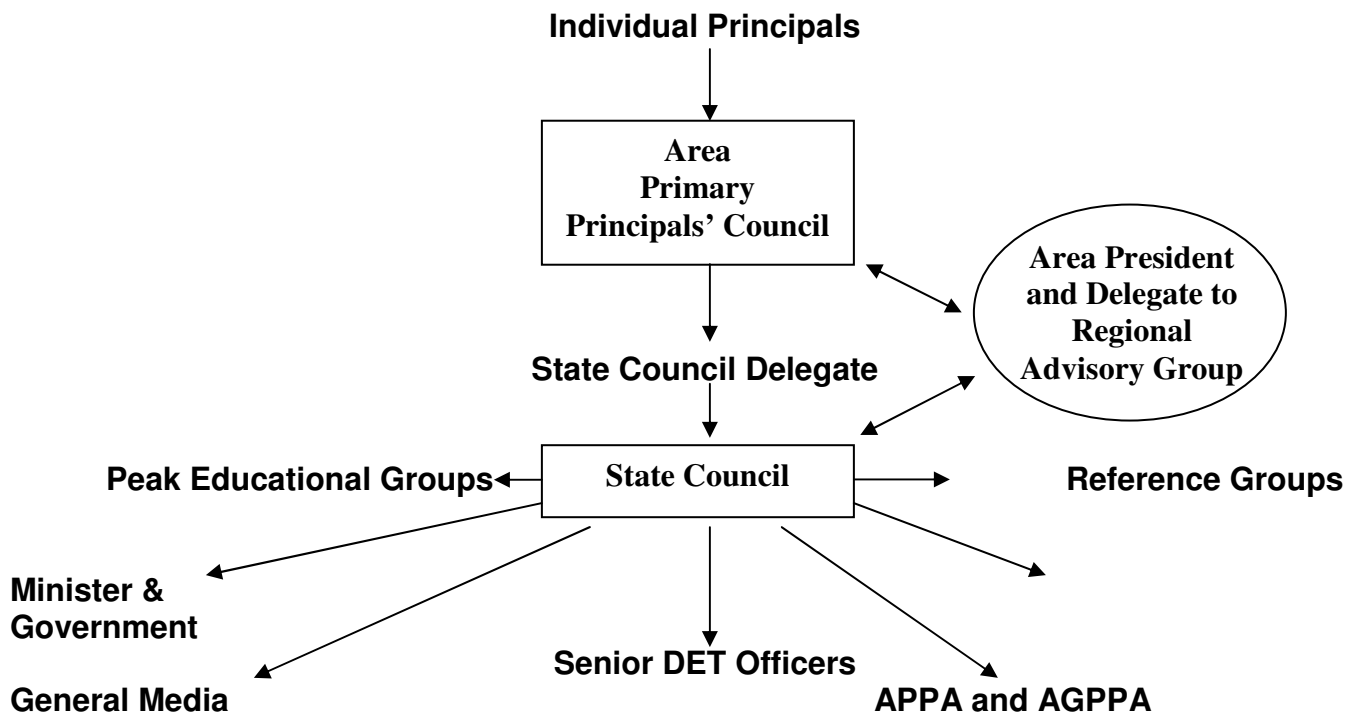 Individual Principals
Area
Primary
Principals’ Council
Area President
and Delegate to
Regional
Advisory Group
State Council Delegate
Peak Educational Groups
State Council
Reference Groups
Minister &
Government
Senior DET Officers
General Media
APPA and AGPPA